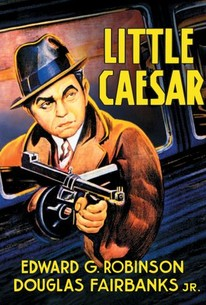 LITTLE
CAESAR
EDWARD G. ROBINSON
DOUGLAS FAIRBANKS JR.